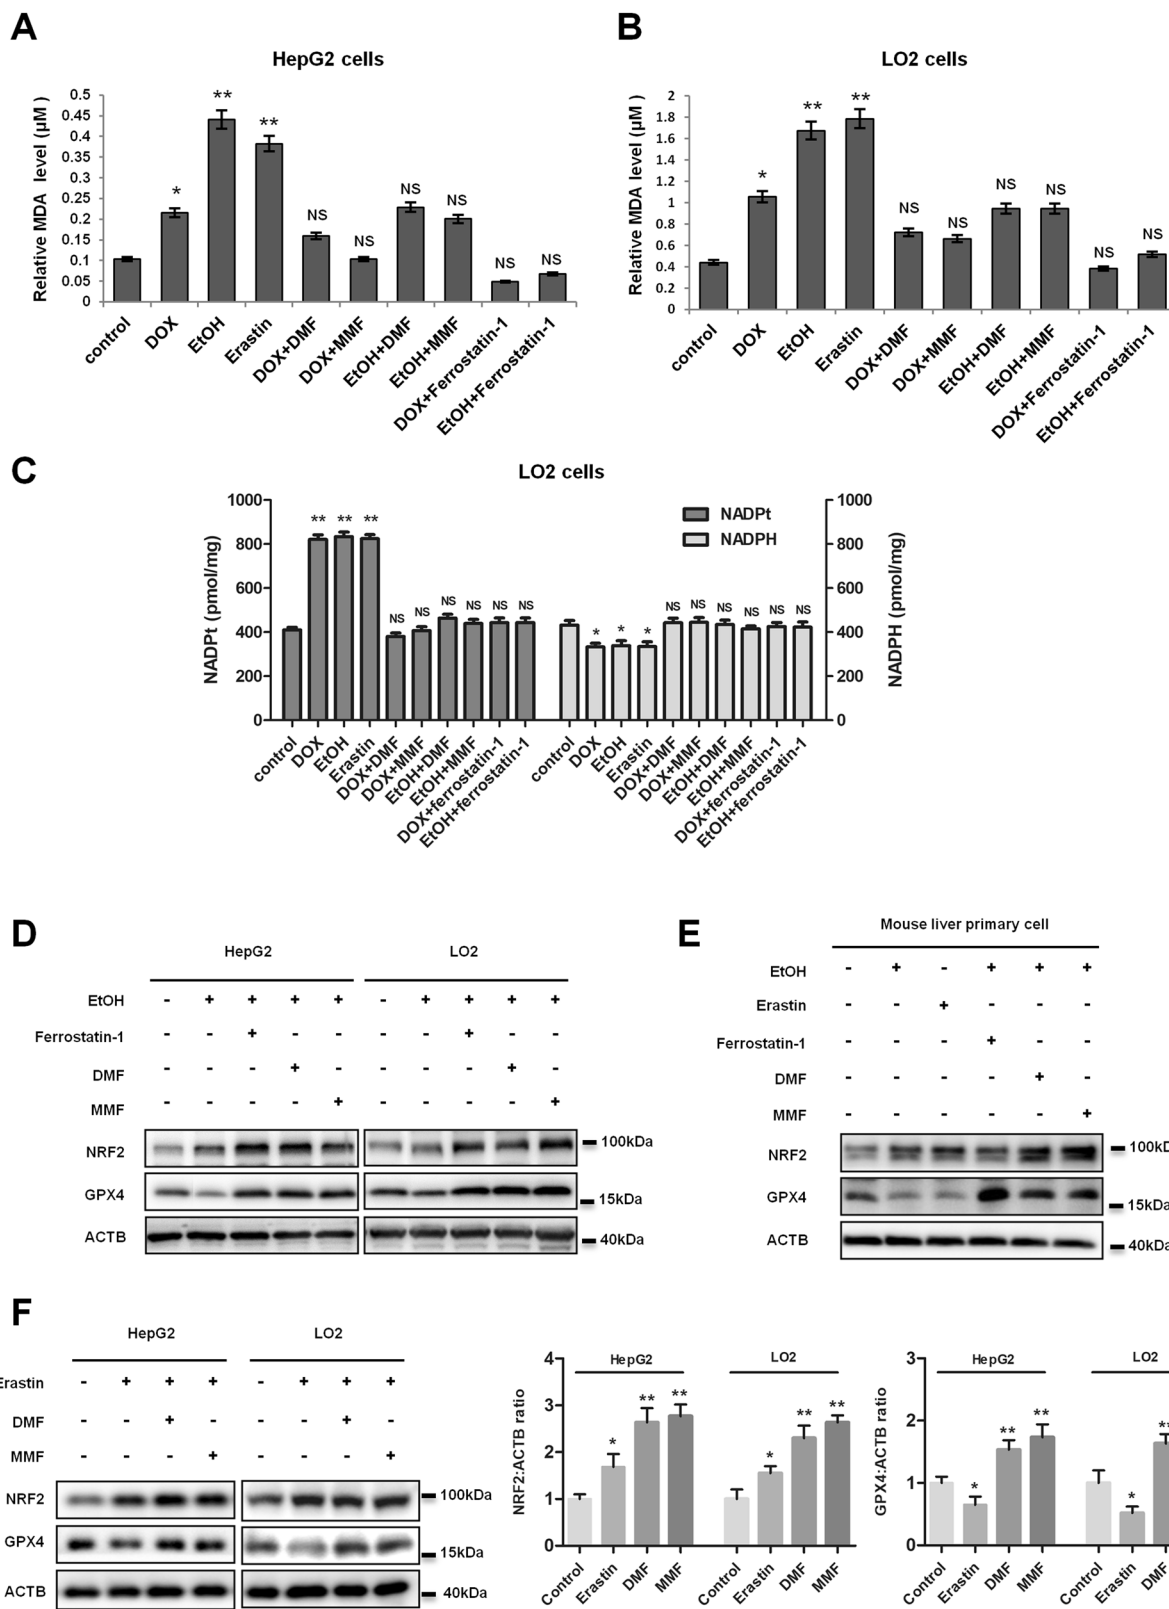 A
HepG2 cells
Relative MDA level (µM )
0.5
0.45
0.4
0.35
0.3
0.25
0.2
0.15
0.1
0.05
0
*
**
**
NS
NS
NS
NS
NS
NS
control
DOX
EtOH
Erastin
DOX+DMF
DOX+MMF
EtOH+DMF
EtOH+MMF
DOX+Ferrostatin-1
EtOH+Ferrostatin-1
B
LO2 cells
Relative MDA level (µM )
2
1.8
1.6
1.4
1.2
1
0.8
0.6
0.4
0.2
0
*
**
**
NS
NS
NS
NS
NS
NS
control
DOX
EtOH
Erastin
DOX+DMF
DOX+MMF
EtOH+DMF
EtOH+MMF
DOX+Ferrostatin-1
EtOH+Ferrostatin-1
C
LO2 cells
NADPt (pmol/mg)
1000
800
600
400
200
0
** ** **
NS NS NS NS NS NS
control
DOX
EtOH
Erastin
DOX+DMF
DOX+MMF
EtOH+DMF
EtOH+MMF
DOX+ferrostatin-1
EtOH+ferrostatin-1
NADPt
NADPH
* * *
NS NS NS NS NS NS
control
DOX
EtOH
Erastin
DOX+DMF
DOX+MMF
EtOH+DMF
EtOH+MMF
DOX+ferrostatin-1
EtOH+ferrostatin-1
1000
800
600
400
200
0
NADPH (pmol/mg)
D
HepG2 LO2
EtOH - + + + + - + + + +
Ferrostatin-1 - - + - - - - + - -
DMF - - - + - - - - + -
MMF - - - - + - - - - +
NRF2 100kDa
GPX4 15kDa
ACTB 40kDa
E
Mouse liver primary cell
EtOH - + - + + +
Erastin - - + - - -
Ferrostatin-1 - - - + - -
DMF - - - - + -
MMF - - - - - +
NRF2 100kD
GPX4 15kDa
ACTB 40kDa
F
HepG2 LO2
Erastin - + + + - + + +
DMF - - + - - - + -
MMF - - - + - - - +
NRF2 100kDa
GPX4 15kDa
ACTB 40kDa
NRF2:ACTB ratio
4
3
2
1
0
HepG2 LO2
* ** **
* ** **
Control
Erastin
DMF
MMF
Control
Erastin
DMF
MMF
GPX4:ACTB ratio
3
2
1
0
HepG2 LO2
* ** **
* **
Control
Erastin
DMF
MMF
Control
Erastin
DMF